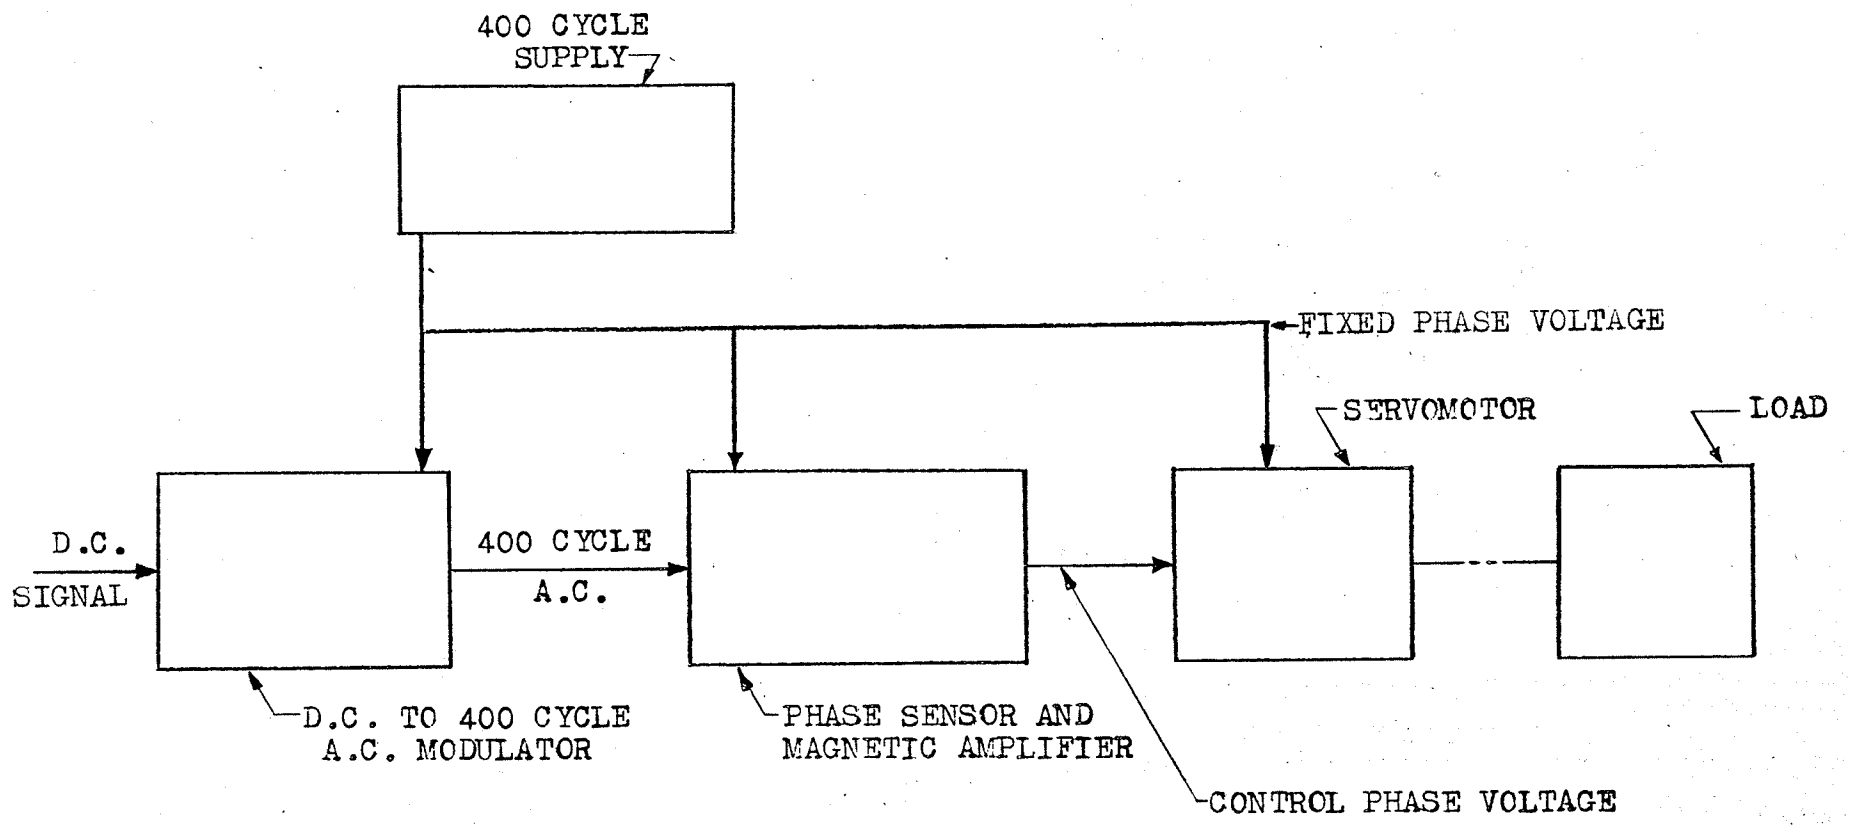 400 CYCLE
SUPPLY
FIXED PHASE VOLTAGE
SERVOMOTOR
LOAD
D.C.
SIGNAL
400 CYCLE
A.C.
D.C. TO 400 CYCLE
A.C. MODULATOR
PHASE SENSOR AND
MAGNETIC AMPLIFIER
CONTROL PHASE VOLTAGE